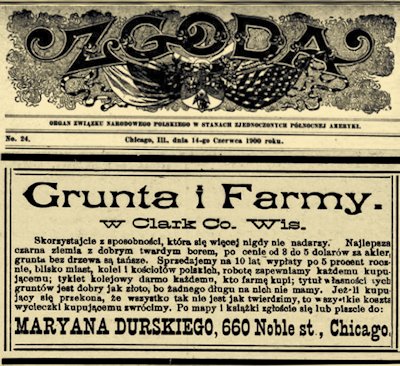 ZGODA
ORGAN ZWIĄZKU NARODOWEGO POLSKIEGO W STANACH ZJEDNOCZONYCH PÓŁNOCNEJ AMERYKI.
No. 24. Chicago, Ill., dnia 14-go Czerwca 1900 roku.
Grunta i Farmy.
w Clark Co. Wis.
Skorzystajcie z sposobności, która się więcej nigdy nie nadarzy. Najlepsza
czarna ziemia z dobrym twardym borem, po cenie od 8 do 5 dolarów za akier,
grunta bez drzewa są tańsze. Sprzedajemy na 10 lat wypłaty po 5 procent rocz-
nie, blisko miast, kolei i kościołów polskich, robotę zapewniamy każdemu kupu-
jącemu; tykiet kolejowy darmo każdemu, kto farmę kupi; tytuł własności tych
gruntów jest dobry jak złoto, bo żadnego długu na nich nie mamy. Jeż-li kupu-
jący się przekona, że wszystko tak nie jest jak twierdzimy, to wszystkie koszta
wycieczki kupującemu zwrócimy. Po mapy i książki zgłoście się lub piszcie do:
MARYANA DURSKIEGO, 660 Noble st., Chicago.